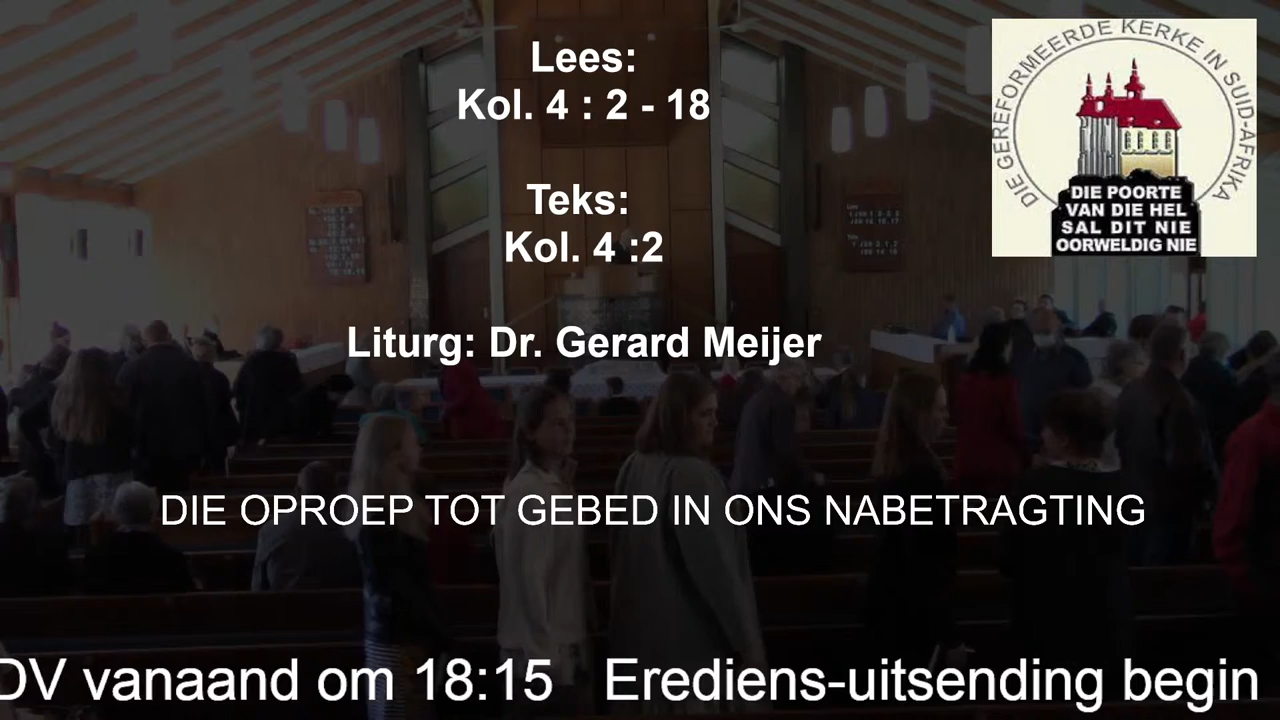 Lees:
Kol. 4 : 2 - 18
Teks:
Kol. 4 :2
Liturg: Dr. Gerard Meijer
DIE GEREFORMEERDE KERKE IN SUID-AFRIKA
DIE POORTE
VAN DIE HEL
SAL DIT NIE
OORWELDIG NIE
DIE OPROEP TOT GEBED IN ONS NABETRAGTING
DV vanaand om 18:15 Erediens-uitsending begin